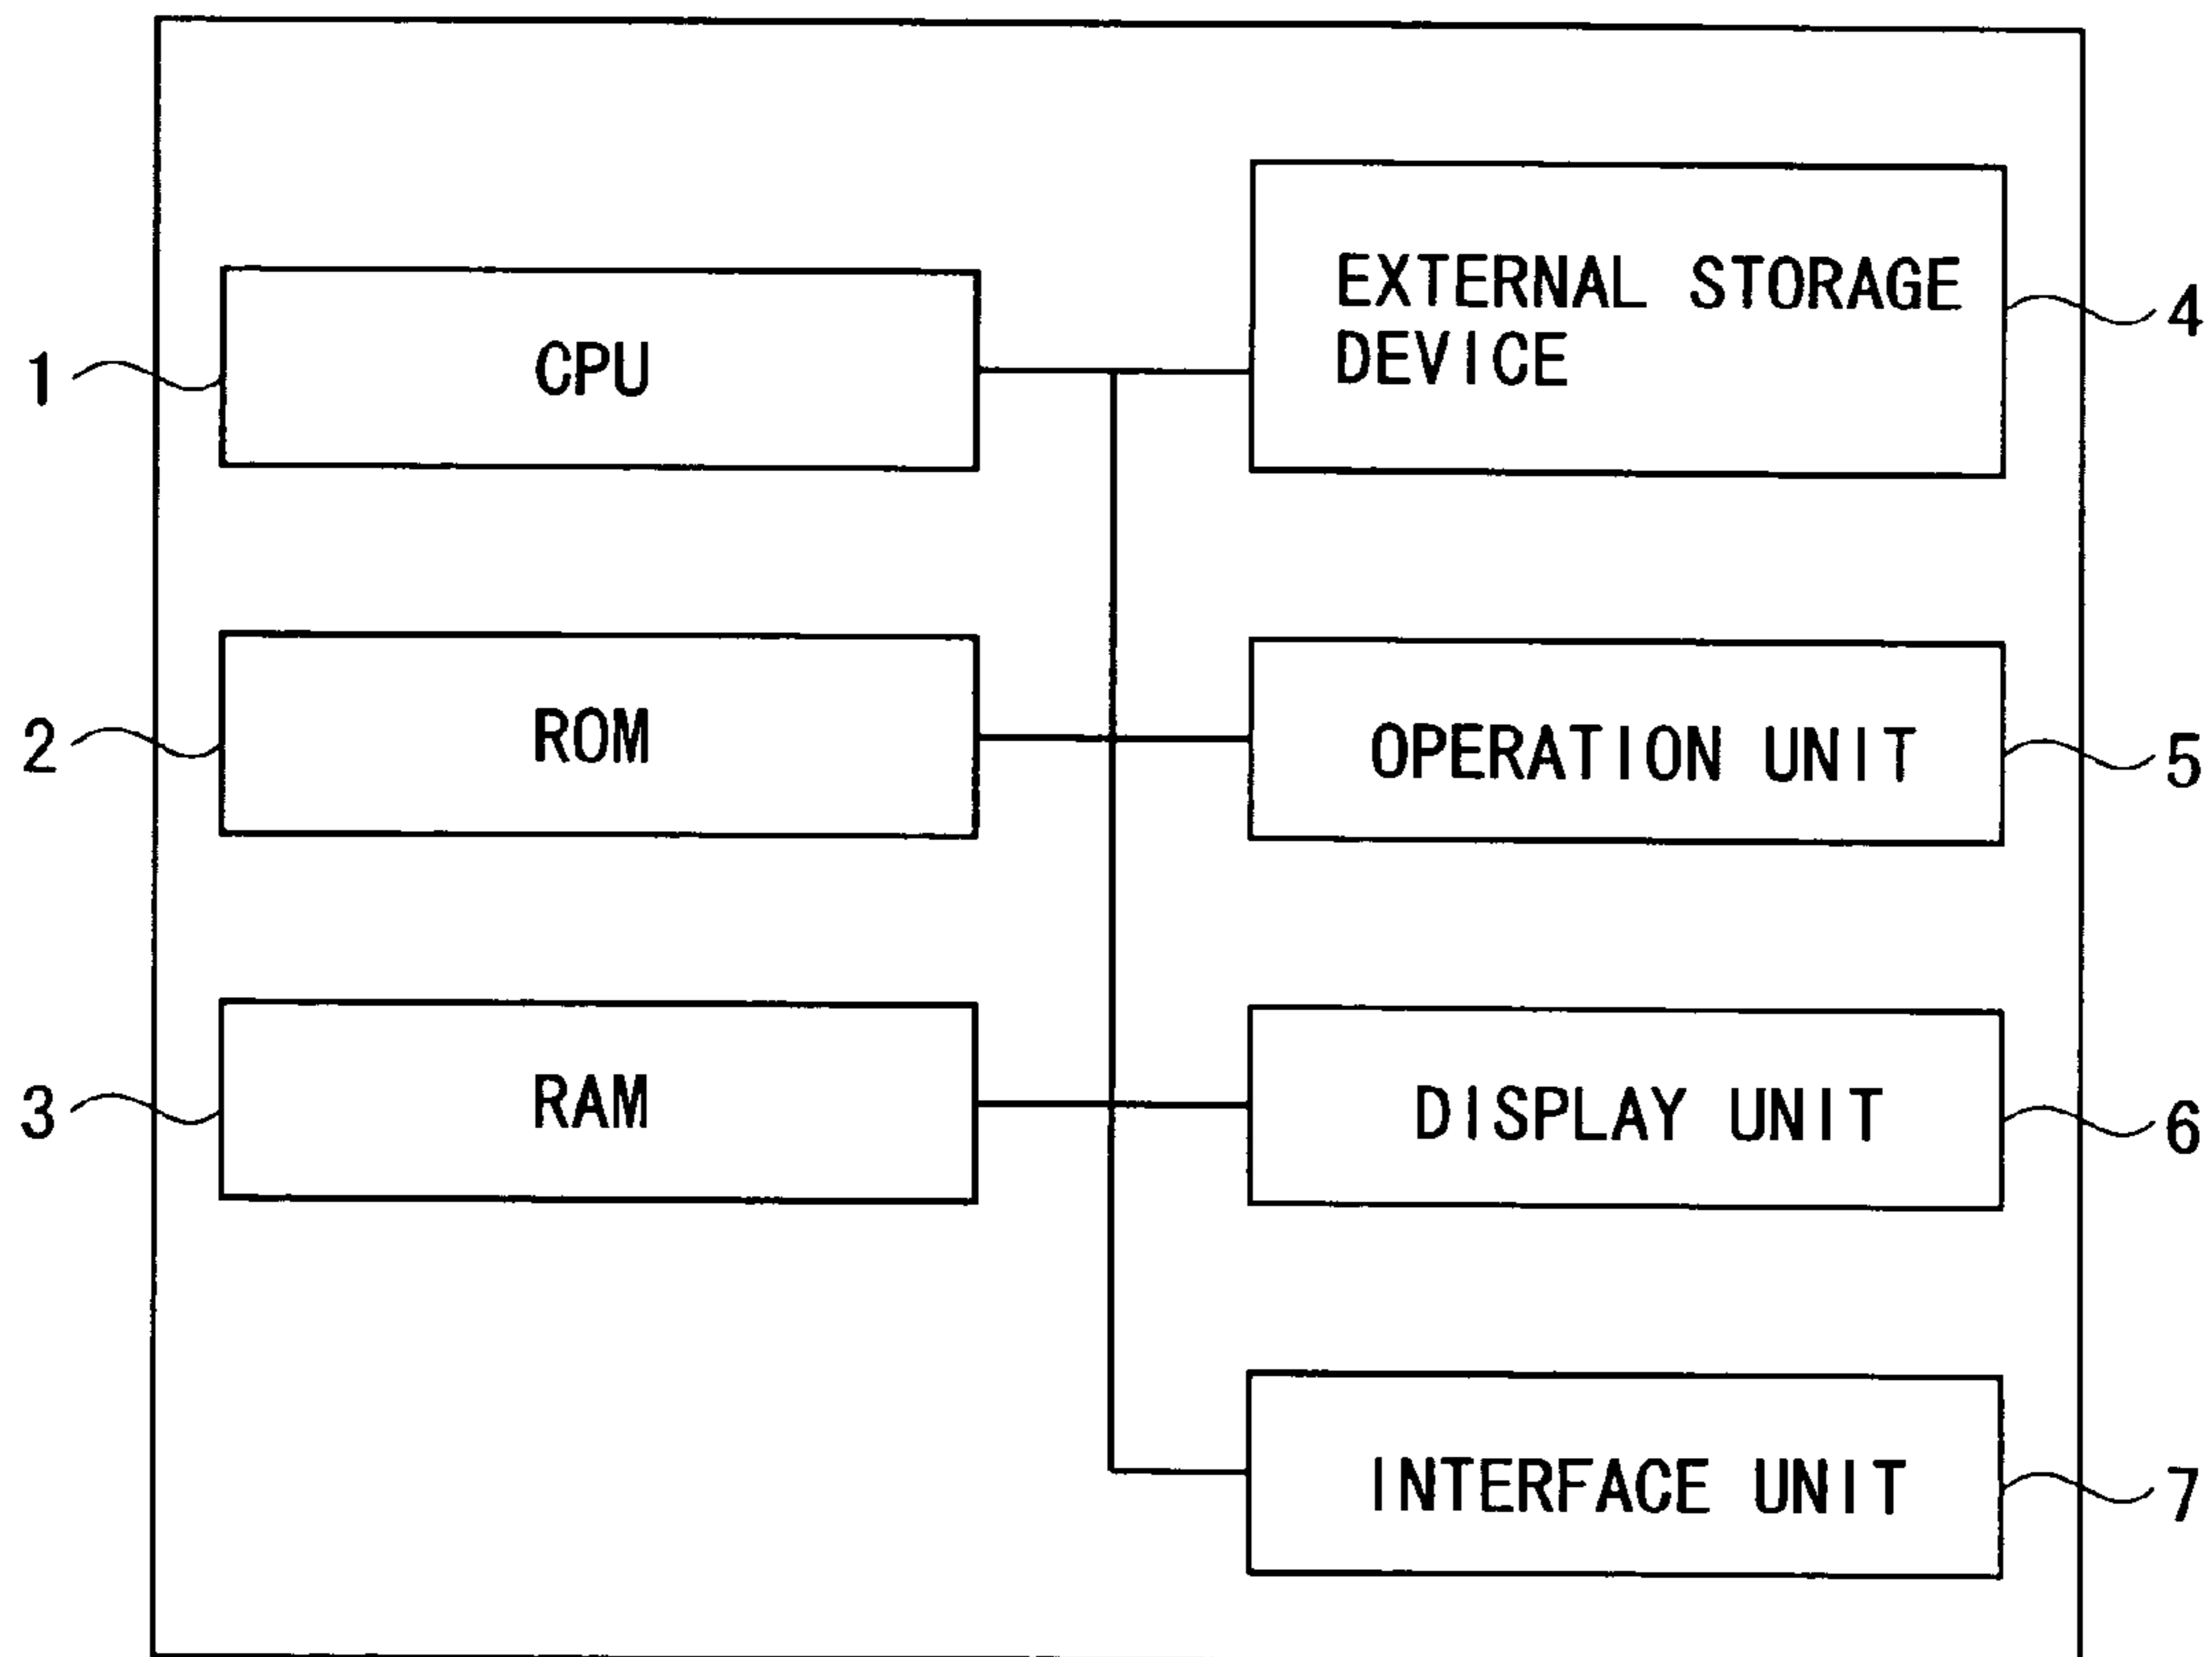 1
CPU
2
ROM
3
RAM
EXTERNAL STORAGE
DEVICE
4
OPERATION UNIT
5
DISPLAY UNIT
6
INTERFACE UNIT
7